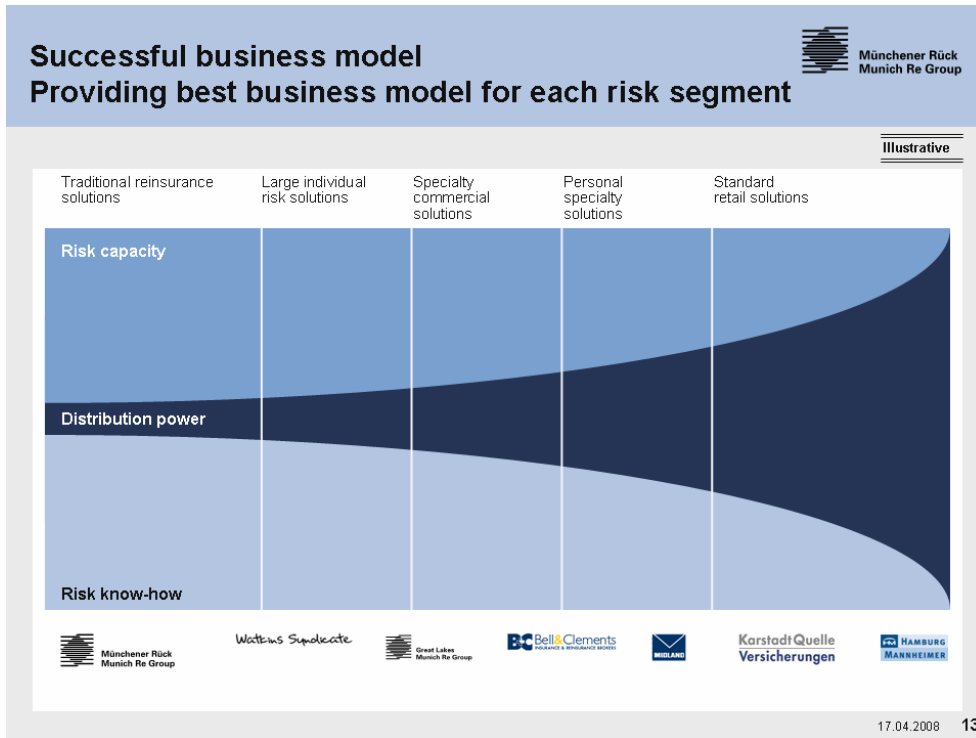 Successful business model
Providing best business model for each risk segment
Münchener Rück
Munich Re Group
Illustrative
Traditional reinsurance
solutions
Large individual
risk solutions
Specialty
commercial
solutions
Personal
specialty
solutions
Standard
retail solutions
Risk capacity
Distribution power
Risk know-how
Münchener Rück
Munich Re Group
Watkins Syndicate
Great Lakes
Munich Re Group
B&C Bell&Clements
INSURANCE & REINSURANCE BROKERS
MIDLAND
KarstadtQuelle
Versicherungen
HAMBURG
MANNHEIMER
17.04.2008 13